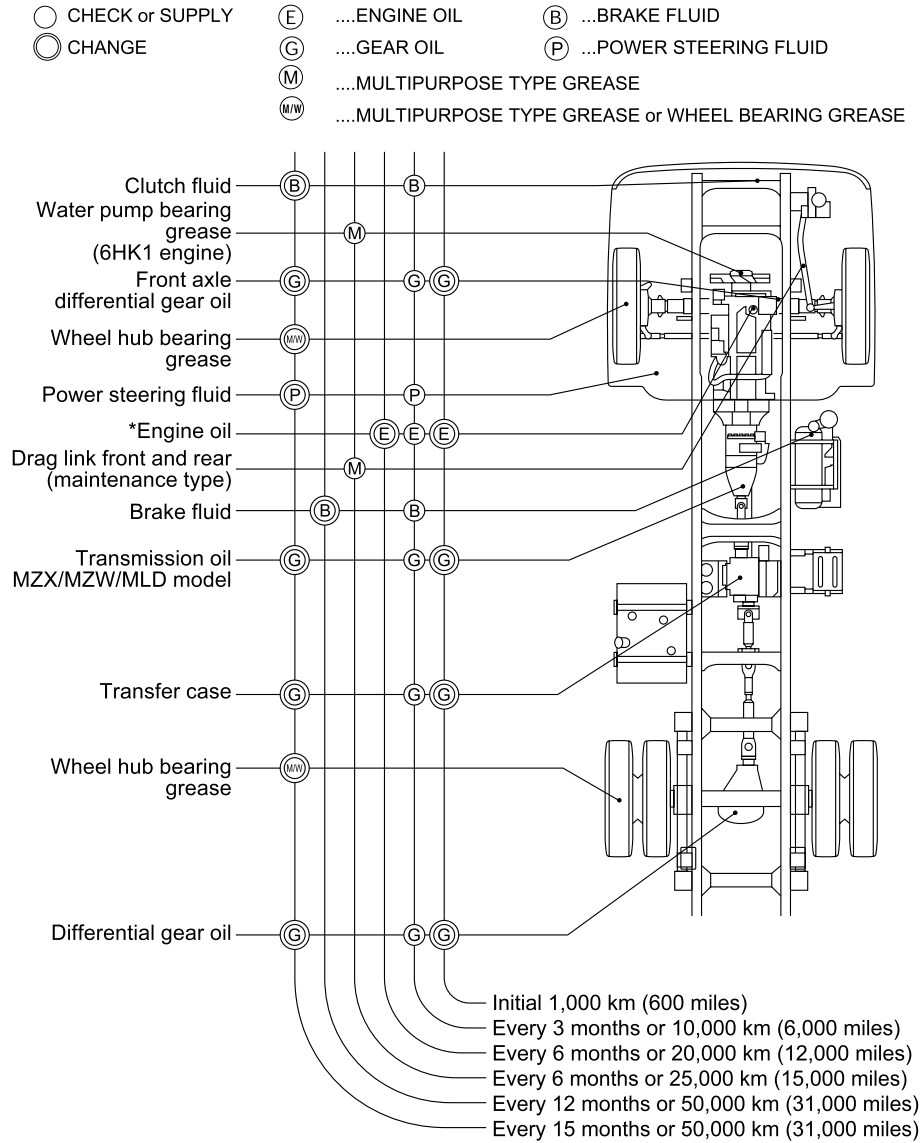 CHECK or SUPPLY
CHANGE
E ....ENGINE OIL
G ....GEAR OIL
M ....MULTIPURPOSE TYPE GREASE
M/W ....MULTIPURPOSE TYPE GREASE or WHEEL BEARING GREASE
B ...BRAKE FLUID
P ...POWER STEERING FLUID
Clutch fluid B B
Water pump bearing
grease M
(6HK1 engine)
Front axle G G G
differential gear oil
Wheel hub bearing M/W
grease
Power steering fluid P P
*Engine oil E E E
Drag link front and rear M
(maintenance type)
Brake fluid B B
Transmission oil G G G
MZX/MZW/MLD model
Transfer case G G G
Wheel hub bearing M/W
grease
Differential gear oil G G G
Initial 1,000 km (600 miles)
Every 3 months or 10,000 km (6,000 miles)
Every 6 months or 20,000 km (12,000 miles)
Every 6 months or 25,000 km (15,000 miles)
Every 12 months or 50,000 km (31,000 miles)
Every 15 months or 50,000 km (31,000 miles)